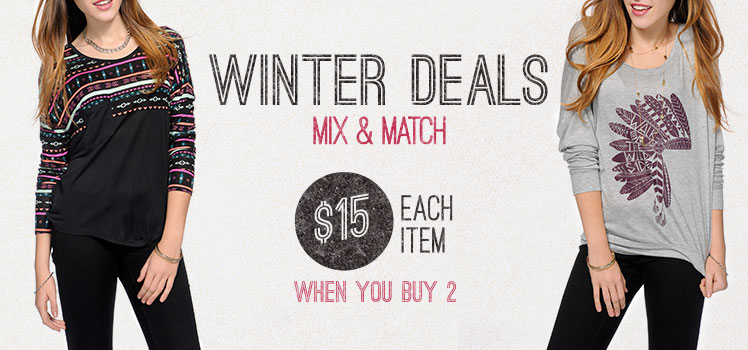 WINTER DEALS
MIX & MATCH
$15
EACH
ITEM
WHEN YOU BUY 2